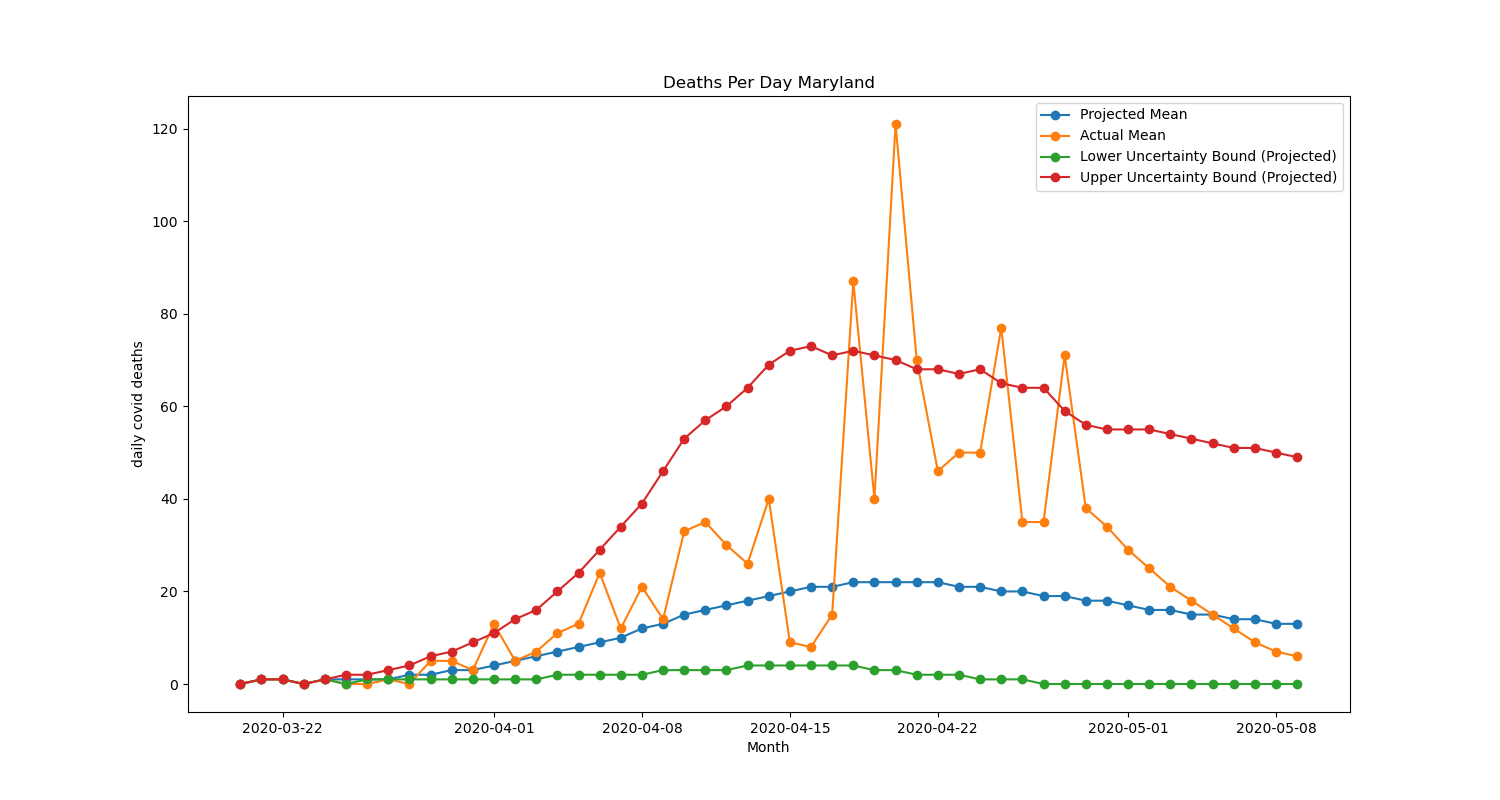 Deaths Per Day Maryland
Projected Mean
Actual Mean
Lower Uncertainty Bound (Projected)
Upper Uncertainty Bound (Projected)
120
100
80
60
40
20
0
daily covid deaths
2020-03-22 2020-04-01 2020-04-08 2020-04-15 2020-04-22 2020-05-01 2020-05-08
Month